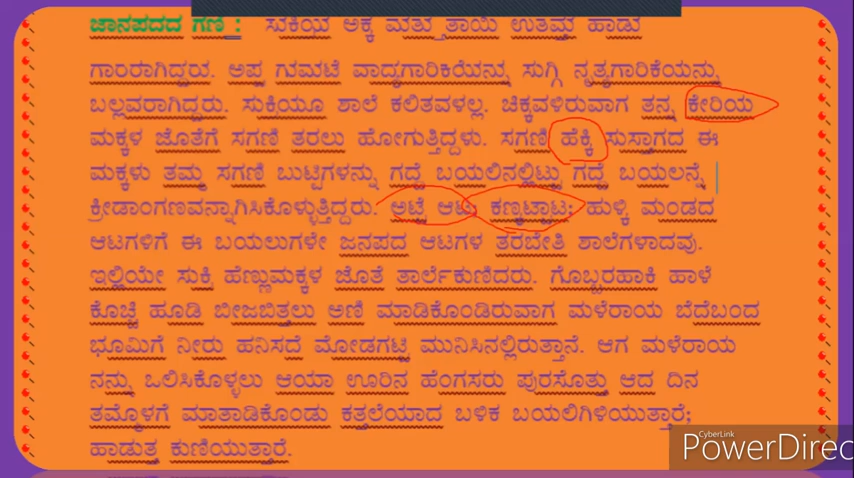 ಜಾನಪದದ ಗಣಿ : ಸುಕಿಯ ಅಕ್ಕ ಮತು ತಾಯಿ ಉತಮ ಹಾಡು
ಗಾರರಾಗಿದ್ದರು. ಅಪ್ಪ ಗುಮಟೆ ವಾದ್ಯಗಾರಿಕೆಯನ್ನು ಸುಗ್ಗಿ ನೃತ್ಯಗಾರಿಕೆಯನ್ನು
ಬಲ್ಲವರಾಗಿದ್ದರು. ಸುಕ್ರಿಯೂ ಶಾಲೆ ಕಲಿತವಳಲ್ಲ. ಚಿಕ್ಕವಳಿರುವಾಗ ತನ್ನ ಕೇರಿಯ
ಮಕ್ಕಳ ಜೊತೆಗೆ ಸಗಣಿ ತರಲು ಹೋಗುತ್ತಿದ್ದಳು. ಸಗಣಿ ಹೆಕ್ಕಿ ಸುಸ್ತಾಗದ ಈ
ಮಕ್ಕಳು ತಮ್ಮ ಸಗಣಿ ಬುಟ್ಟಿಗಳನ್ನು ಗದ್ದೆ ಬಯಲಿನಲ್ಲಿಟ್ಟು ಗದ್ದೆ ಬಯಲನ್ನೆ
ಕ್ರೀಡಾಂಗಣವನ್ನಾಗಿಸಿಕೊಳ್ಳುತ್ತಿದ್ದರು. ಅಟ್ಟೆ ಆಟ, ಕಣ್ಕಟಾಟ; ಹುಳ್ಕಿ ಮಂಡದ
ಆಟಗಳಿಗೆ ಈ ಬಯಲುಗಳೇ ಜನಪದ ಆಟಗಳ ತರಬೇತಿ ಶಾಲೆಗಳಾದವು.
ಇಲ್ಲಿಯೇ ಸುಕ್ರಿ ಹೆಣ್ಣುಮಕ್ಕಳ ಜೊತೆ ತಾರ್ಲೆಕುಣಿದರು. ಗೊಬ್ಬರಹಾಕಿ ಹಾಳೆ
ಕೊಚ್ಚಿ ಹೂಡಿ ಬೀಜಬಿತ್ತಲು ಅಣಿ ಮಾಡಿಕೊಂಡಿರುವಾಗ ಮಳೆರಾಯ ಬೆದೆಬಂದ
ಭೂಮಿಗೆ ನೀರು ಹನಿಸದೆ ಮೋಡಗಟ್ಟಿ ಮುನಿಸಿನಲ್ಲಿರುತ್ತಾನೆ. ಆಗ ಮಳೆರಾಯ
ನನ್ನು ಒಲಿಸಿಕೊಳ್ಳಲು ಆಯಾ ಊರಿನ ಹೆಂಗಸರು ಪುರಸೊತ್ತು ಆದ ದಿನ
ತಮ್ಮೊಳಗೆ ಮಾತಾಡಿಕೊಂಡು ಕತ್ತಲೆಯಾದ ಬಳಿಕ ಬಯಲಿಗಿಳಿಯುತ್ತಾರೆ;
ಹಾಡುತ್ತ ಕುಣಿಯುತ್ತಾರೆ.
CyberLink
PowerDirec